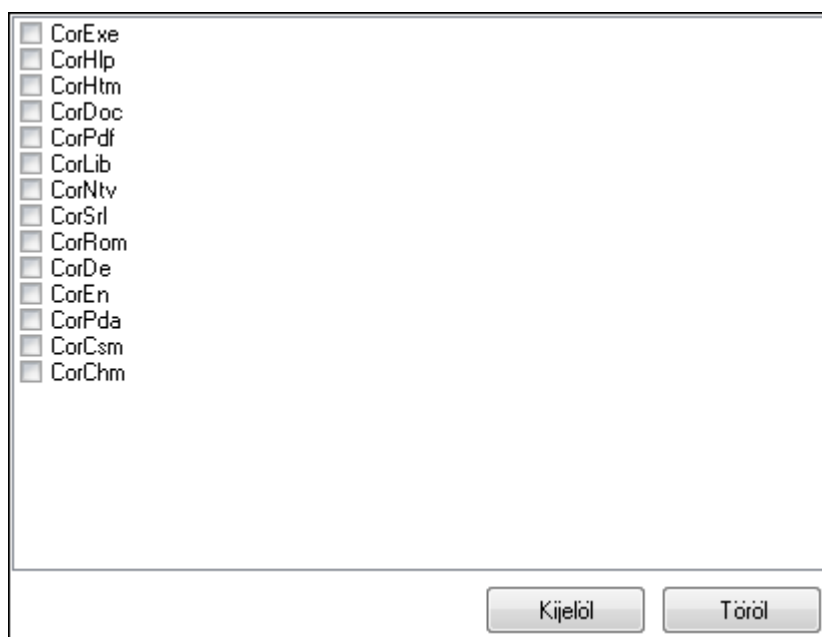 CorExe
CorHlp
CorHtm
CorDoc
CorPdf
CorLib
CorNtv
CorSrl
CorRom
CorDe
CorEn
CorPda
CorCsm
CorChm
Kijelöl Töröl